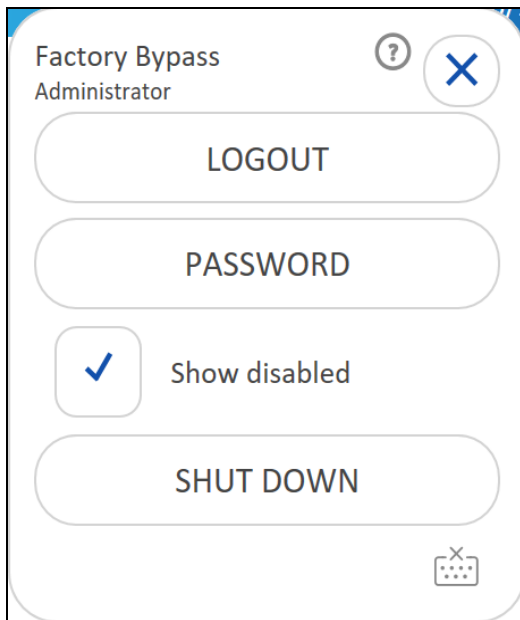 Factory Bypass
?
Administrator
LOGOUT
PASSWORD
Show disabled
SHUT DOWN